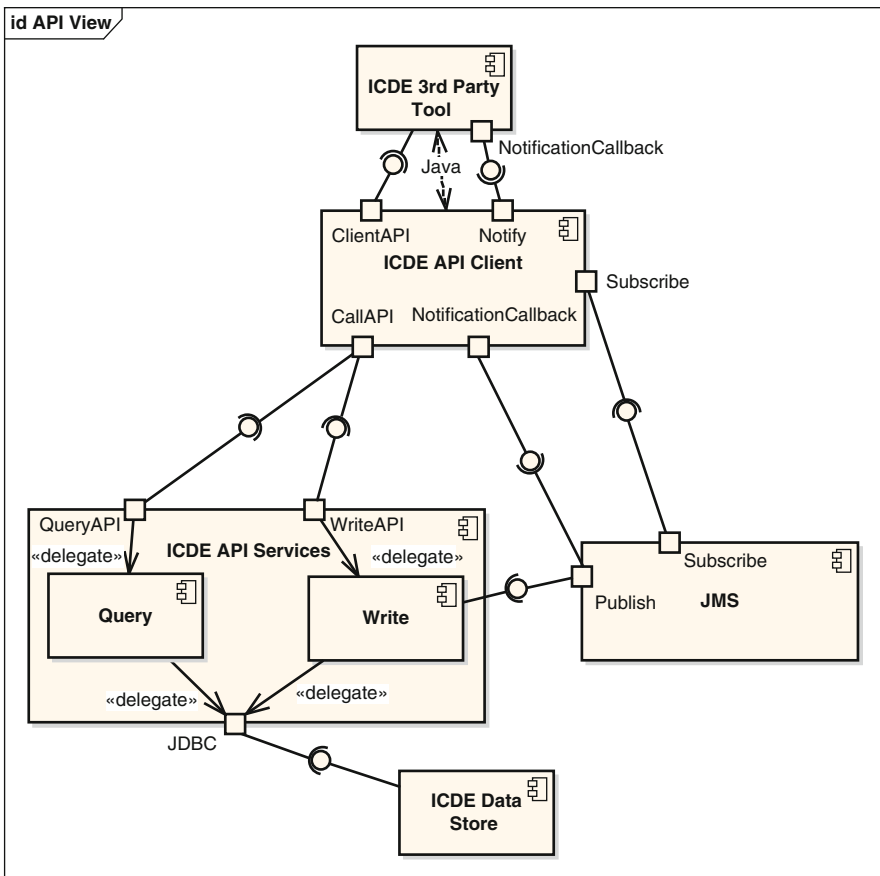 id API View
ICDE 3rd Party
Tool
NotificationCallback
Java
ClientAPI
Notify
ICDE API Client
Subscribe
CallAPI
NotificationCallback
QueryAPI
WriteAPI
ICDE API Services
«delegate»
«delegate»
Subscribe
Query
Write
Publish
JMS
«delegate»
«delegate»
JDBC
ICDE Data
Store